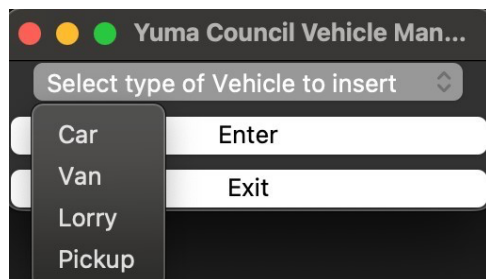 Yuma Council Vehicle Man...
Select type of Vehicle to insert
Car
Enter
Van
Exit
Lorry
Pickup